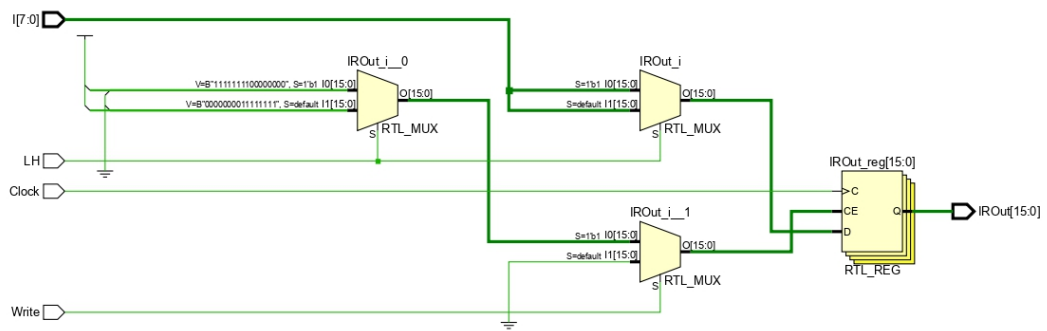 I[7:0]
IROut_i__0
IROut_i
V=B"1111111100000000", S=1'b1 I0[15:0]
V=B"0000000011111111", S=default I1[15:0]
O[15:0]
S
RTL_MUX
S=1'b1 I0[15:0]
S=default I1[15:0]
O[15:0]
S
RTL_MUX
LH
IROut_reg[15:0]
Clock
C
CE
D
Q
IROut[15:0]
RTL_REG
IROut_i__1
S=1'b1 I0[15:0]
S=default I1[15:0]
O[15:0]
S
RTL_MUX
Write